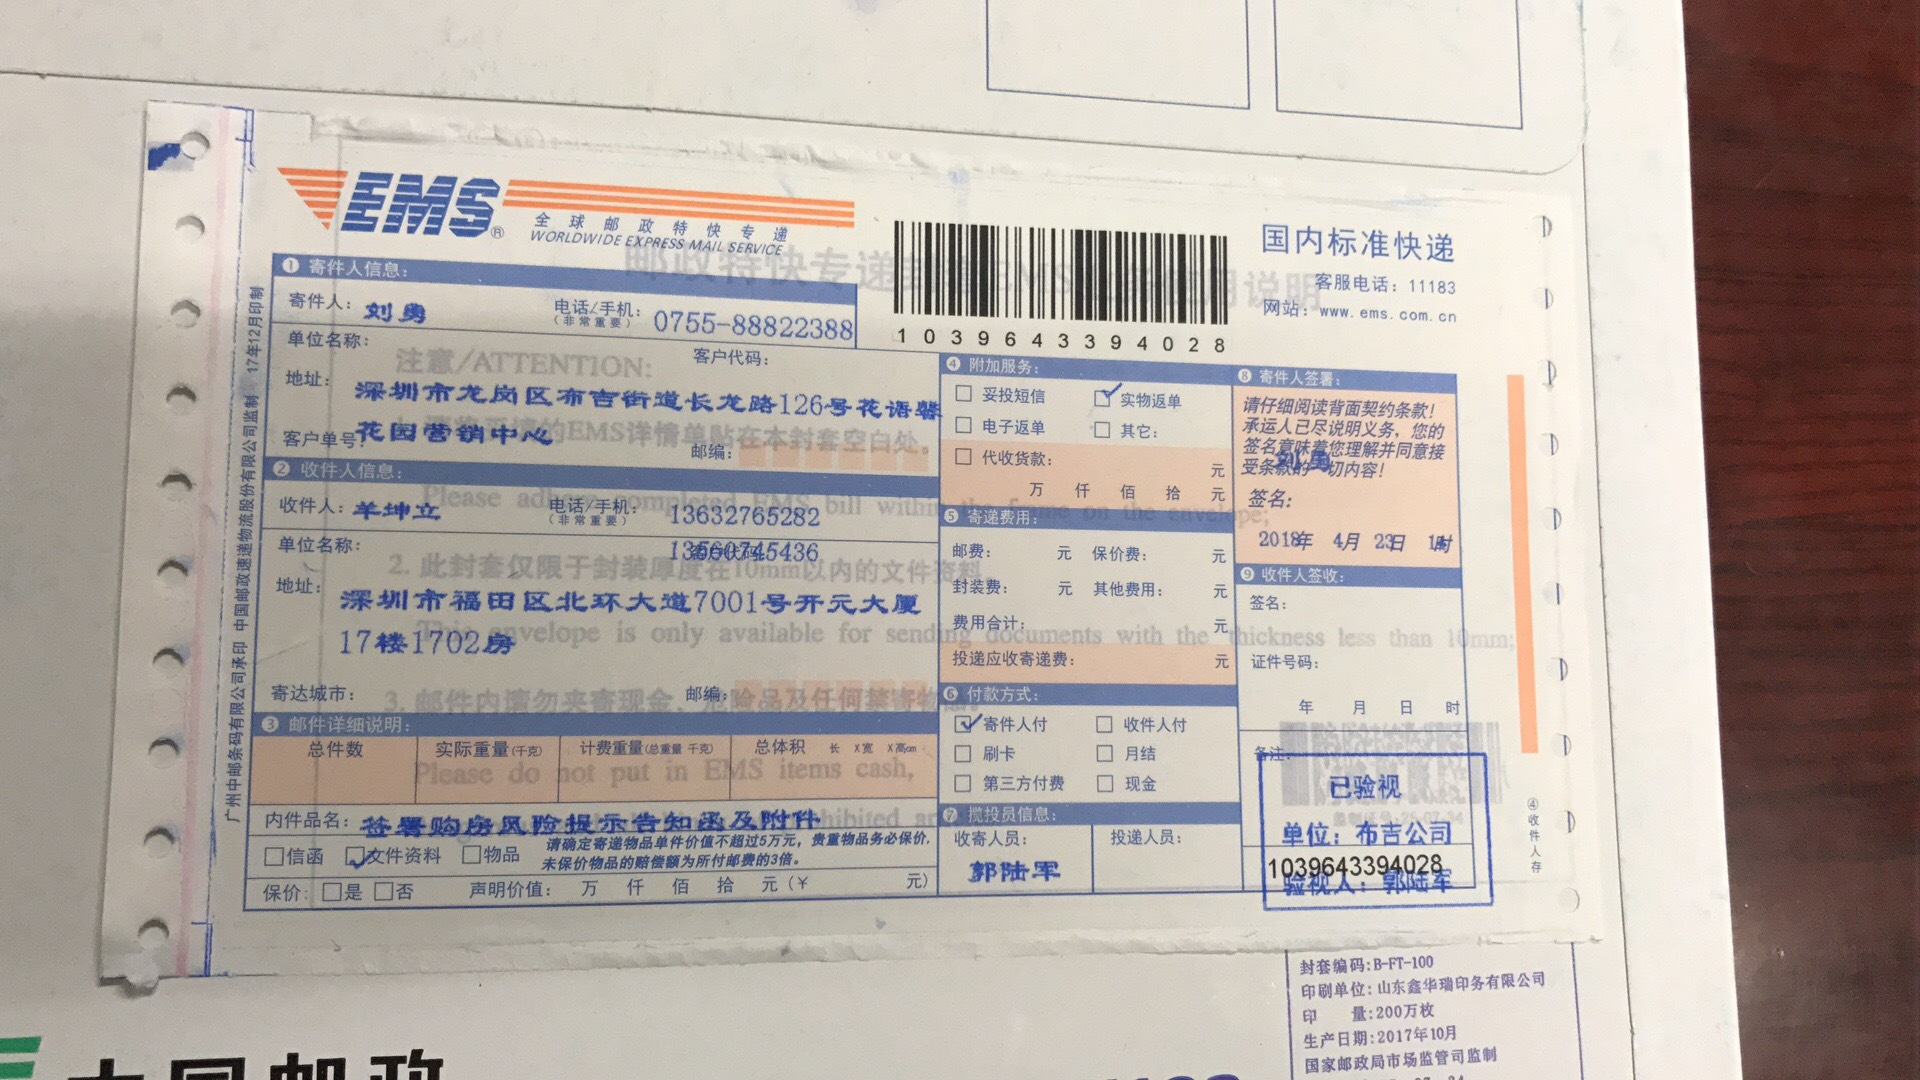 EMS®
全球邮政特快专递
WORLDWIDE EXPRESS MAIL SERVICE
1039643394028
国内标准快递
客服电话：11183
网站：www.ems.com.cn
❶ 寄件人信息：
寄件人：刘勇 电话/手机：（非常重要） 0755-88822388
单位名称： 客户代码：
地址：深圳市龙岗区布吉街道长龙路126号花语馨
花园营销中心
客户单号： 邮编：
❷ 收件人信息：
收件人：羊坤立 电话/手机：（非常重要） 13632765282
单位名称： 13560745436
地址：深圳市福田区北环大道7001号开元大厦
17楼1702房
寄达城市： 邮编：
❸ 邮件详细说明：
总件数 实际重量(千克) 计费重量(总重量 千克) 总体积 长 X宽 X高cm
内件品名：签署购房风险提示告知函及附件
信函 文件资料 物品 请确定寄递物品单件价值不超过5万元，贵重物品务必保价，
未保价物品的赔偿额为所付邮费的3倍。
保价: 是 否 声明价值： 万 仟 佰 拾 元（¥ 元）
❹ 附加服务：
妥投短信 实物返单
电子返单 其它：
代收货款： 元
万 仟 佰 拾 元
❺ 寄递费用：
邮费： 元 保价费： 元
封装费： 元 其他费用： 元
费用合计： 元
投递应收寄递费： 元
❻ 付款方式：
寄件人付 收件人付
刷卡 月结
第三方付费 现金
❼ 揽投员信息：
收寄人员： 投递人员：
郭陆军
❽ 寄件人签署：
请仔细阅读背面契约条款！
承运人已尽说明义务，您的
签名意味着您理解并同意接
受条款的一切内容！
刘勇
签名：
2018年 4月 23日 时
❾ 收件人签收：
签名：
证件号码：
年 月 日 时
备注：
已验视
单位：布吉公司
1039643394028
验视人：郭陆军
④收件人存
广州中邮条码有限公司承印 中国邮政速递物流股份有限公司监制 17年12月印制
邮政特快专递
注意/ATTENTION:
的EMS详情单贴在本封套空白处。
Please adhere completed EMS bill within the frame on the envelope;
2. 此封套仅限于封装厚度在10mm以内的文件资料
This envelope is only available for sending documents with the thickness less than 10mm;
3. 邮件内请勿夹寄现金、危险品及任何禁寄物品。
Please do not put in EMS items cash,
封套编码:B-FT-100
印刷单位:山东鑫华瑞印务有限公司
印 量:200万枚
生产日期:2017年10月
国家邮政局市场监管司监制
中国邮政